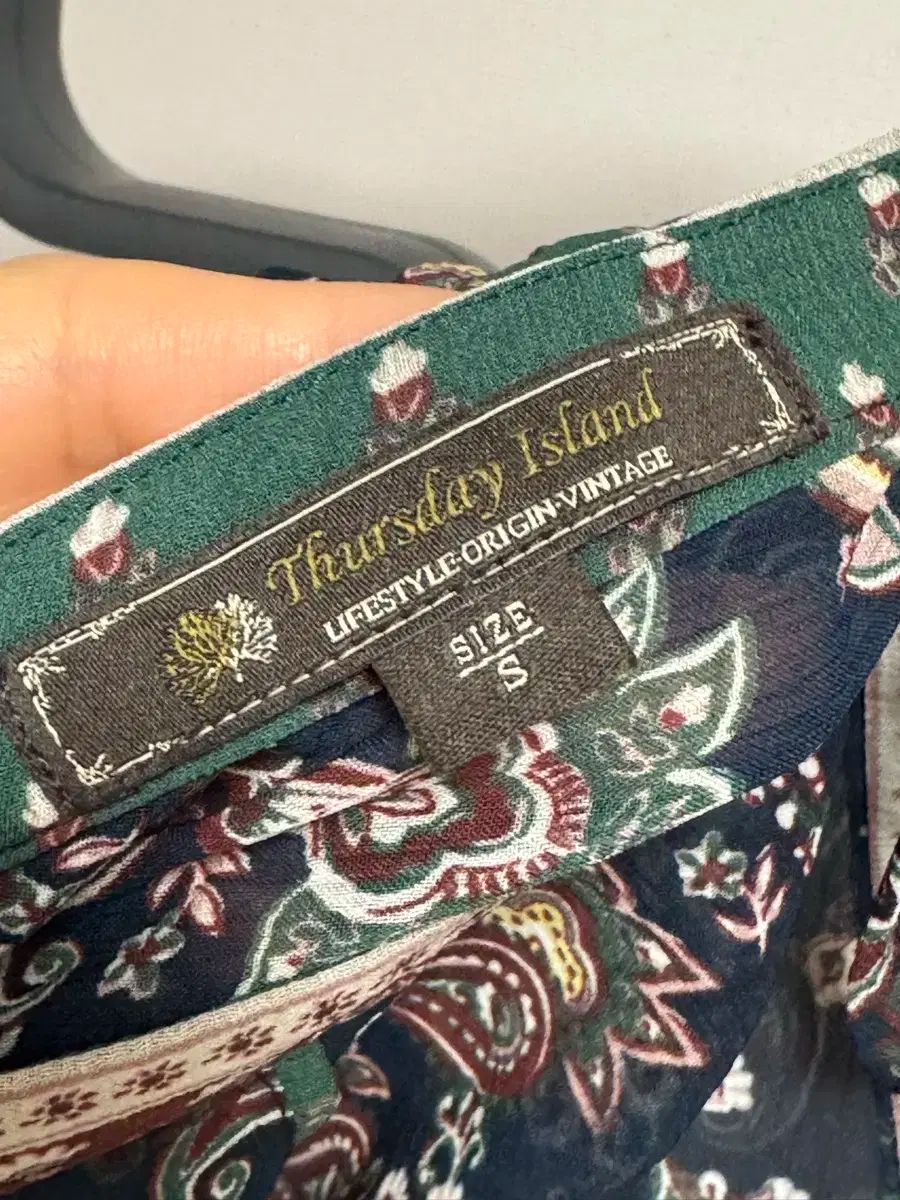 Thursday Island
LIFESTYLE·ORIGIN·VINTAGE
SIZE
S